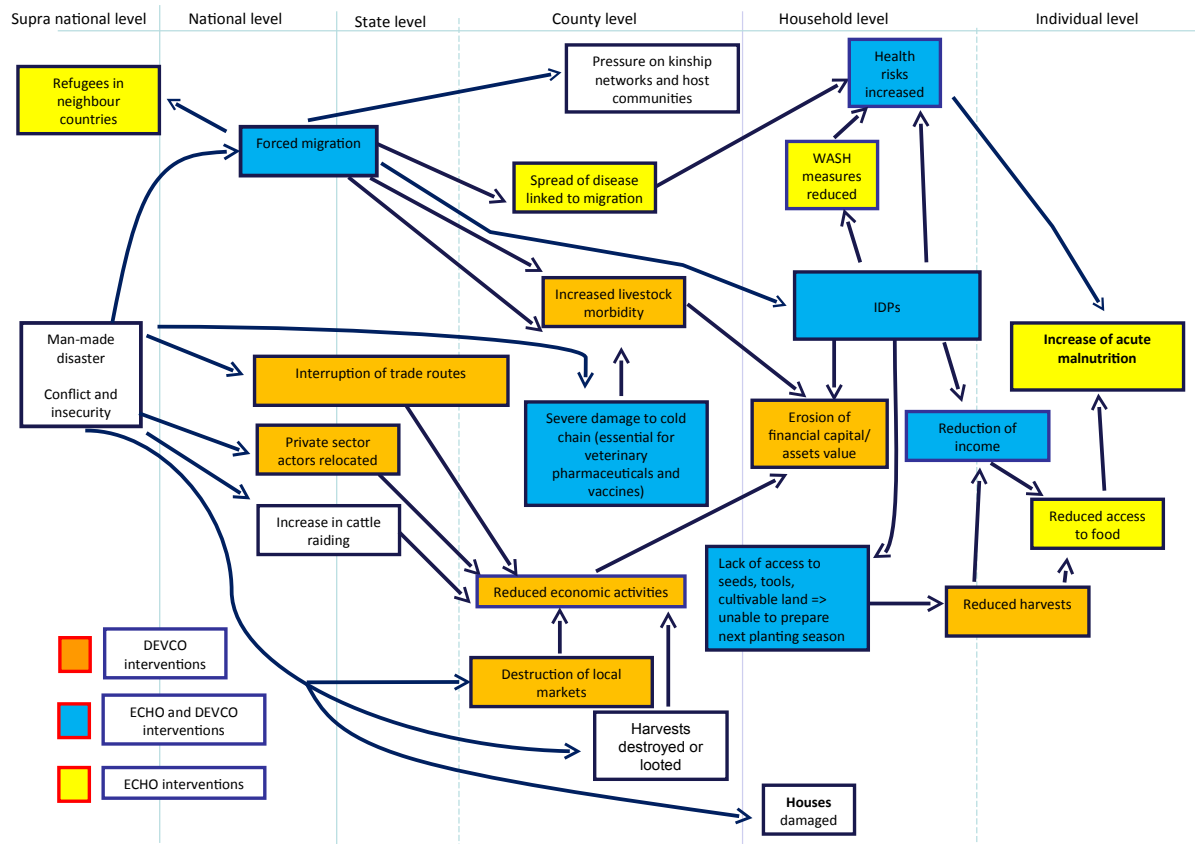 Supra national level
National level
State level
County level
Household level
Individual level
Refugees in
neighbour
countries
Forced migration
Pressure on kinship
networks and host
communities
Health
risks
increased
Spread of disease
linked to migration
WASH
measures
reduced
Increased livestock
morbidity
IDPs
Man-made
disaster
Conflict and
insecurity
Interruption of trade routes
Increase of acute
malnutrition
Private sector
actors relocated
Severe damage to cold
chain (essential for
veterinary
pharmaceuticals and
vaccines)
Erosion of
financial capital/
assets value
Reduction of
income
Increase in cattle
raiding
Reduced access
to food
Reduced economic activities
Lack of access to
seeds, tools,
cultivable land =>
unable to prepare
next planting season
Reduced harvests
Destruction of local
markets
Harvests
destroyed or
looted
Houses
damaged
DEVCO
interventions
ECHO and DEVCO
interventions
ECHO interventions